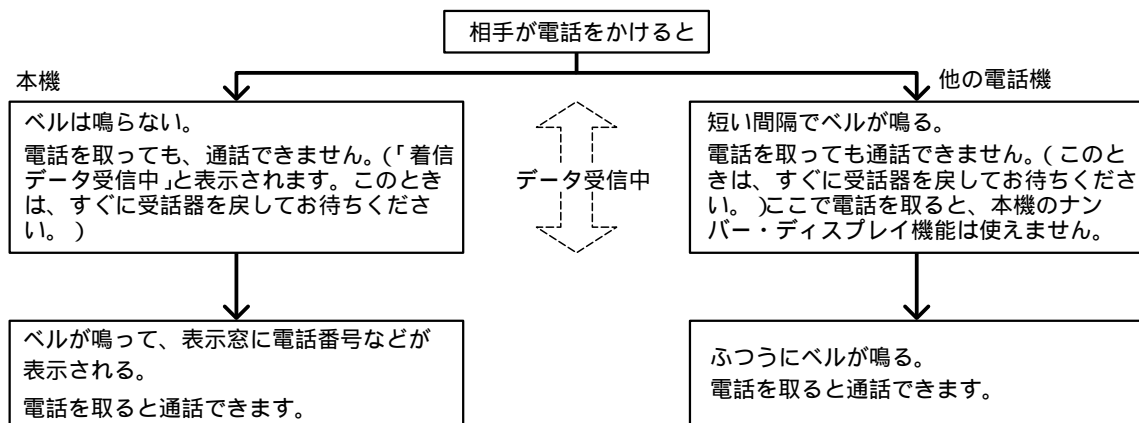 相手が電話をかけると
本機
ベルは鳴らない。
電話を取っても、通話できません。(「着信
データ受信中」と表示されます。このとき
は、すぐに受話器を戻してお待ちくださ
い。)
データ受信中
他の電話機
短い間隔でベルが鳴る。
電話を取っても通話できません。(このと
きは、すぐに受話器を戻してお待ちくださ
い。)ここで電話を取ると、本機のナン
バー・ディスプレイ機能は使えません。
ベルが鳴って、表示窓に電話番号などが
表示される。
電話を取ると通話できます。
ふつうにベルが鳴る。
電話を取ると通話できます。